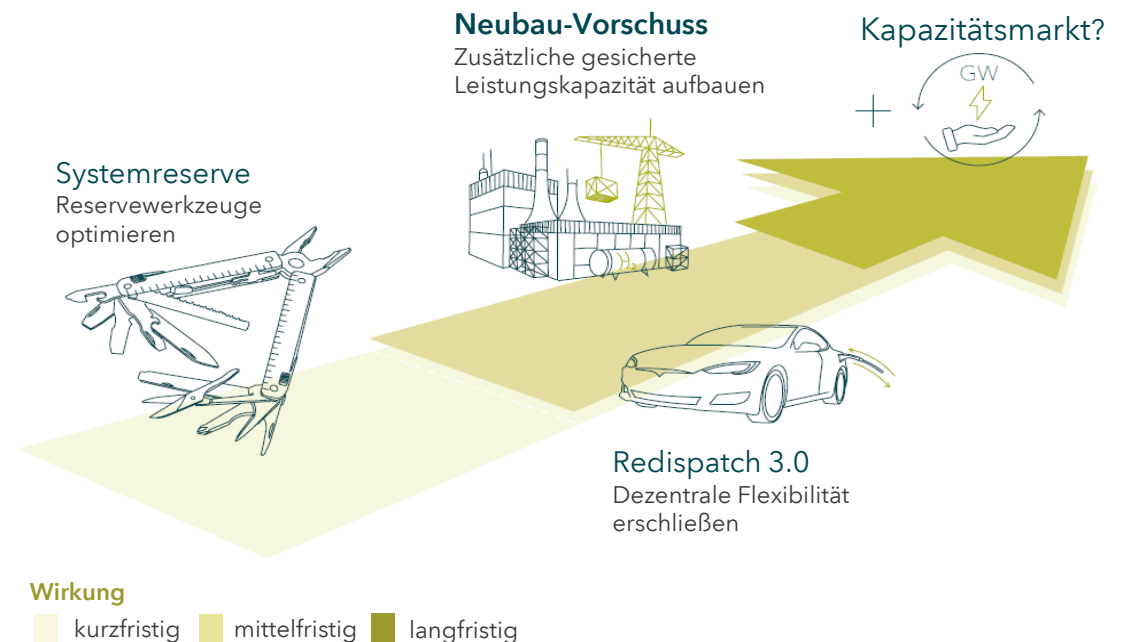 Neubau-Vorschuss
Zusätzliche gesicherte
Leistungskapazität aufbauen
Kapazitätsmarkt?
GW
Systemreserve
Reservewerkzeuge
optimieren
H₂
Redispatch 3.0
Dezentrale Flexibilität
erschließen
Wirkung
kurzfristig mittelfristig langfristig